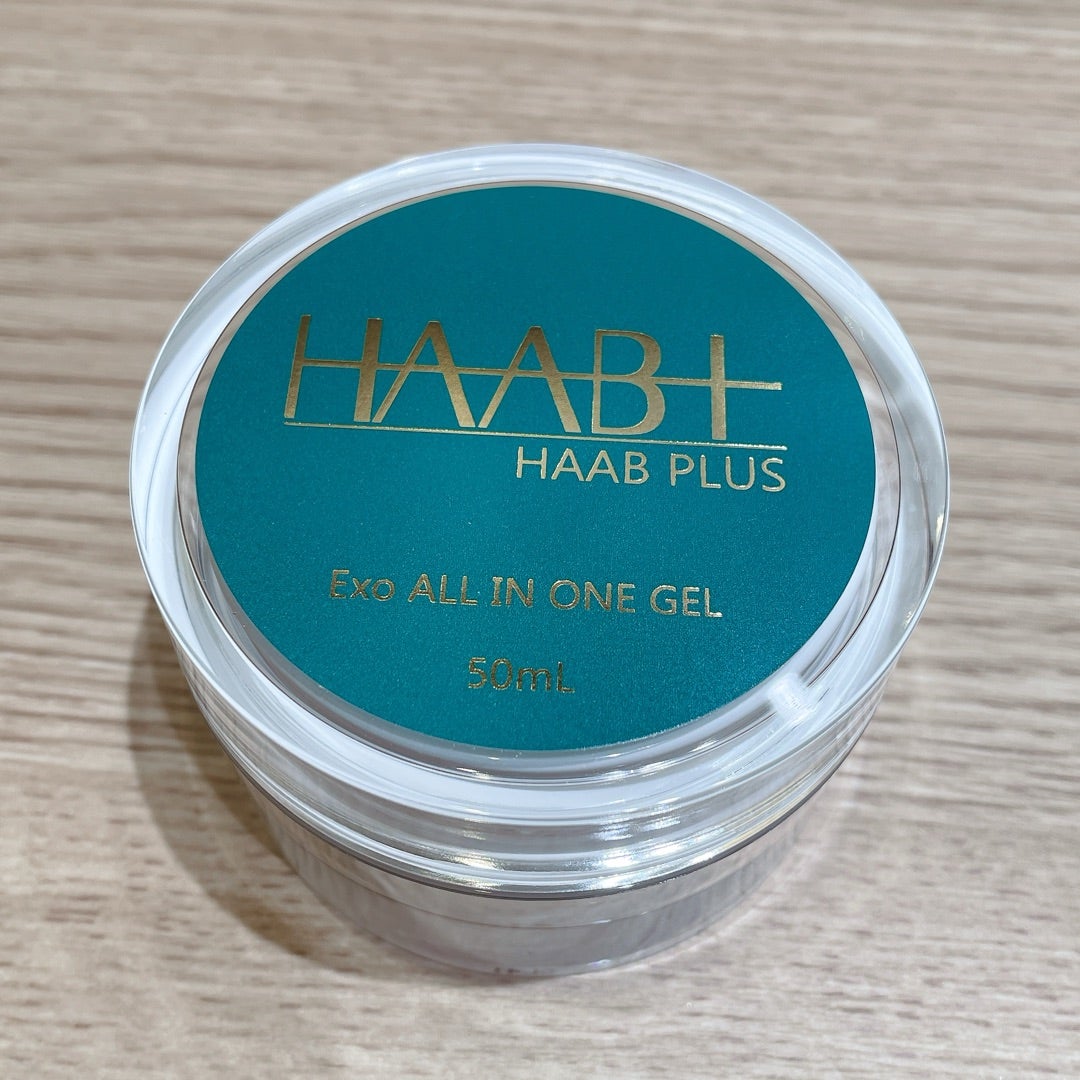 HAAB+
HAAB PLUS
Exo ALL IN ONE GEL
50mL